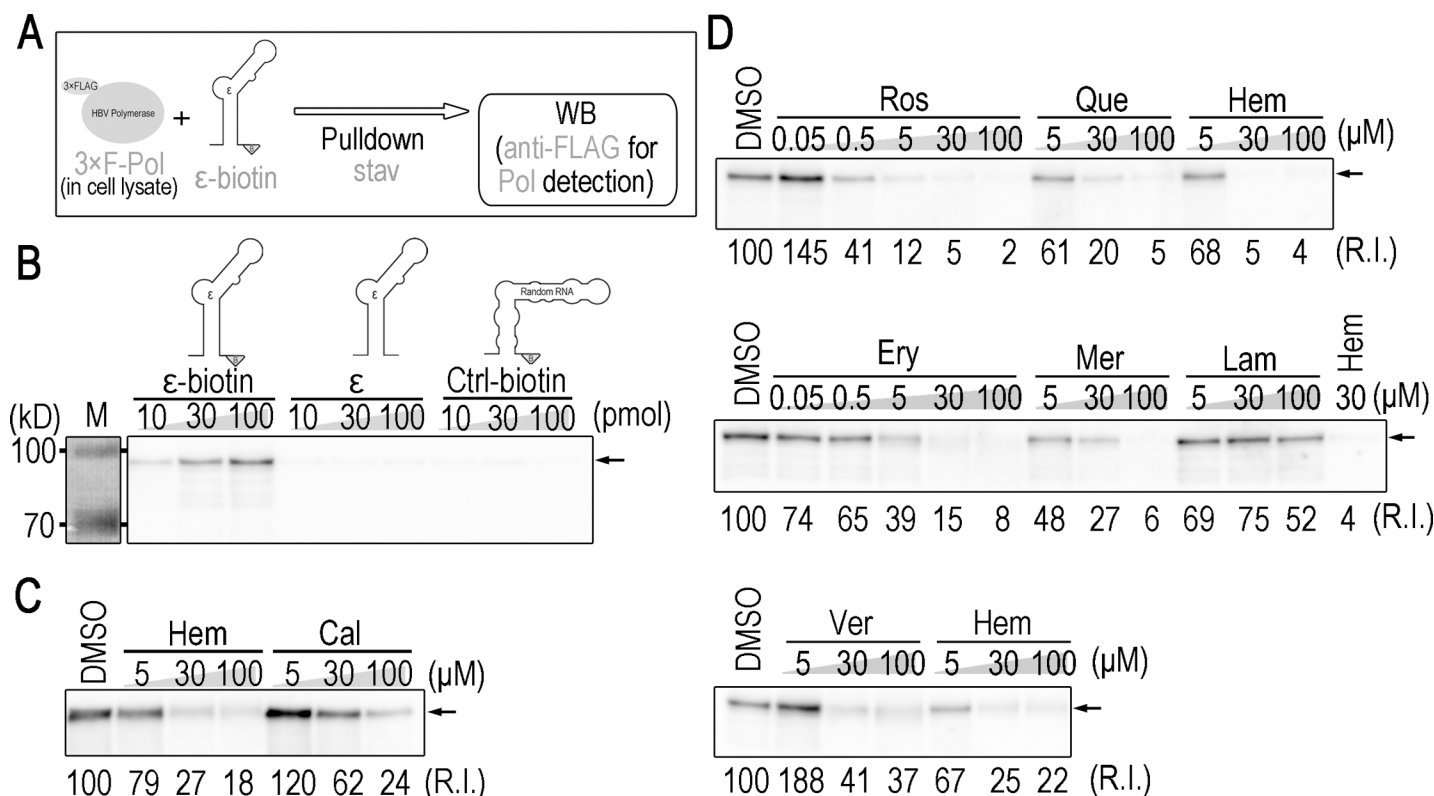 A
3×FLAG
HBV Polymerase
3×F-Pol
(in cell lysate)
+
ε
B
ε-biotin
Pulldown
stav
WB
(anti-FLAG for
Pol detection)
B
ε
ε
Random RNA
B
B
ε-biotin ε Ctrl-biotin
(kD) M 10 30 100 10 30 100 10 30 100 (pmol)
100
70
C
DMSO
Hem Cal
5 30 100 5 30 100 (µM)
100 79 27 18 120 62 24 (R.I.)
D
DMSO
Ros Que Hem
0.05 0.5 5 30 100 5 30 100 5 30 100 (µM)
100 145 41 12 5 2 61 20 5 68 5 4 (R.I.)
DMSO
Ery Mer Lam Hem
0.05 0.5 5 30 100 5 30 100 5 30 100 30 (µM)
100 74 65 39 15 8 48 27 6 69 75 52 4 (R.I.)
DMSO
Ver Hem
5 30 100 5 30 100 (µM)
100 188 41 37 67 25 22 (R.I.)